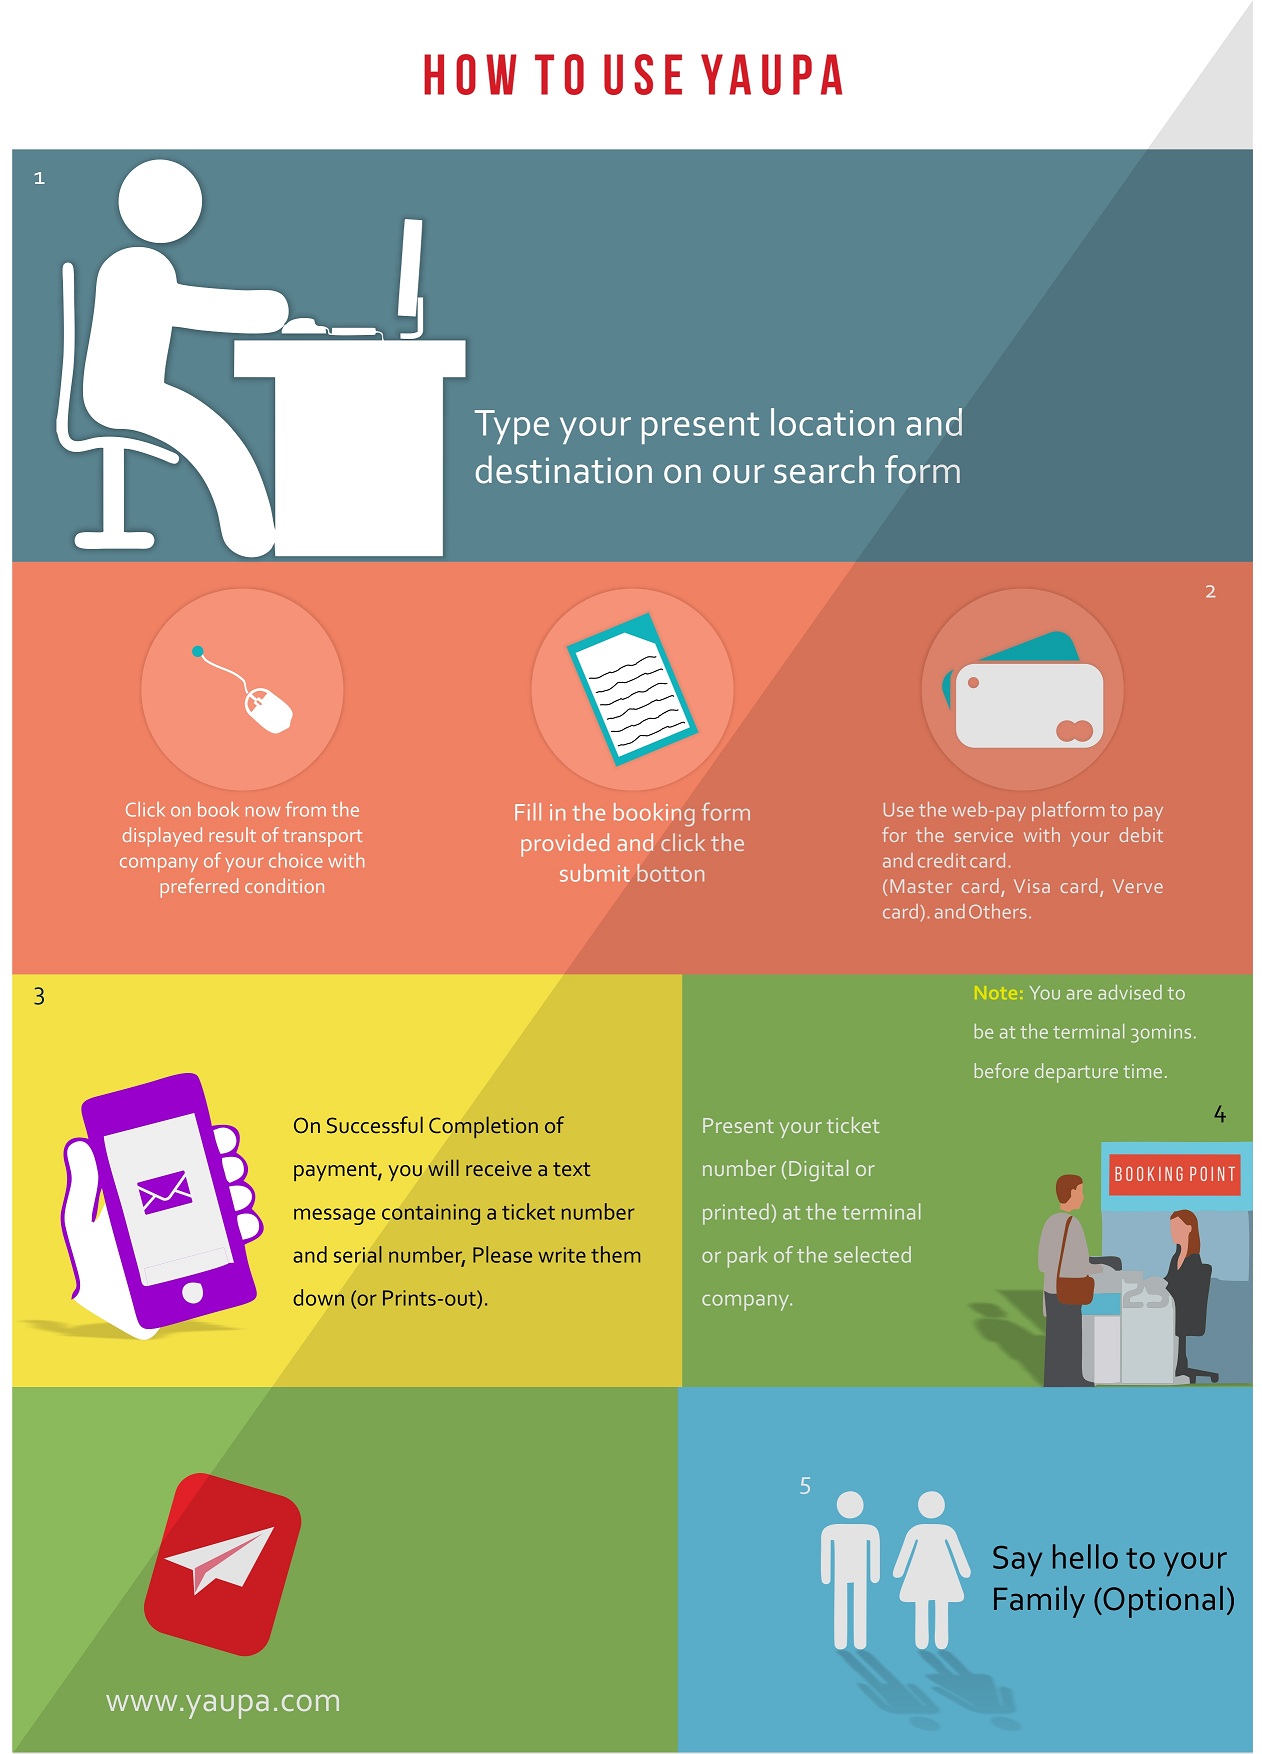 HOW TO USE YAUPA
1
Type your present location and
destination on our search form
2
Click on book now from the
displayed result of transport
company of your choice with
preferred condition
Fill in the booking form
provided and click the
submit botton
Use the web-pay platform to pay
for the service with your debit
and credit card.
(Master card, Visa card, Verve
card). and Others.
3
On Successful Completion of
payment, you will receive a text
message containing a ticket number
and serial number, Please write them
down (or Prints-out).
Note: You are advised to
be at the terminal 30mins.
before departure time.
4
Present your ticket
number (Digital or
printed) at the terminal
or park of the selected
company.
BOOKING POINT
23
www.yaupa.com
5
Say hello to your
Family (Optional)